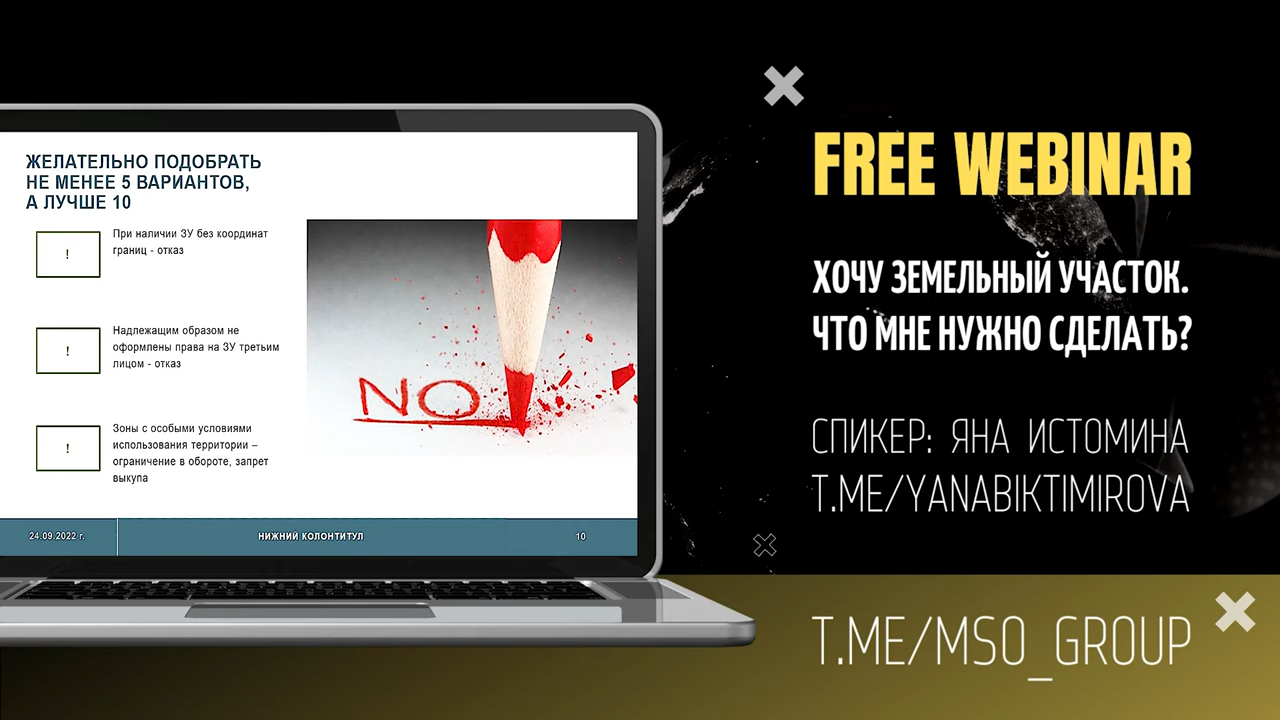 ЖЕЛАТЕЛЬНО ПОДОБРАТЬ
НЕ МЕНЕЕ 5 ВАРИАНТОВ,
А ЛУЧШЕ 10
!
При наличии ЗУ без координат
границ - отказ
!
Надлежащим образом не
оформлены права на ЗУ третьим
лицом - отказ
!
Зоны с особыми условиями
использования территории –
ограничение в обороте, запрет
выкупа
NO
24.09.2022 г.
НИЖНИЙ КОЛОНТИТУЛ
10
FREE WEBINAR
ХОЧУ ЗЕМЕЛЬНЫЙ УЧАСТОК.
ЧТО МНЕ НУЖНО СДЕЛАТЬ?
СПИКЕР: ЯНА ИСТОМИНА
T.ME/YANABIKTIMIROVA
T.ME/MSO_GROUP